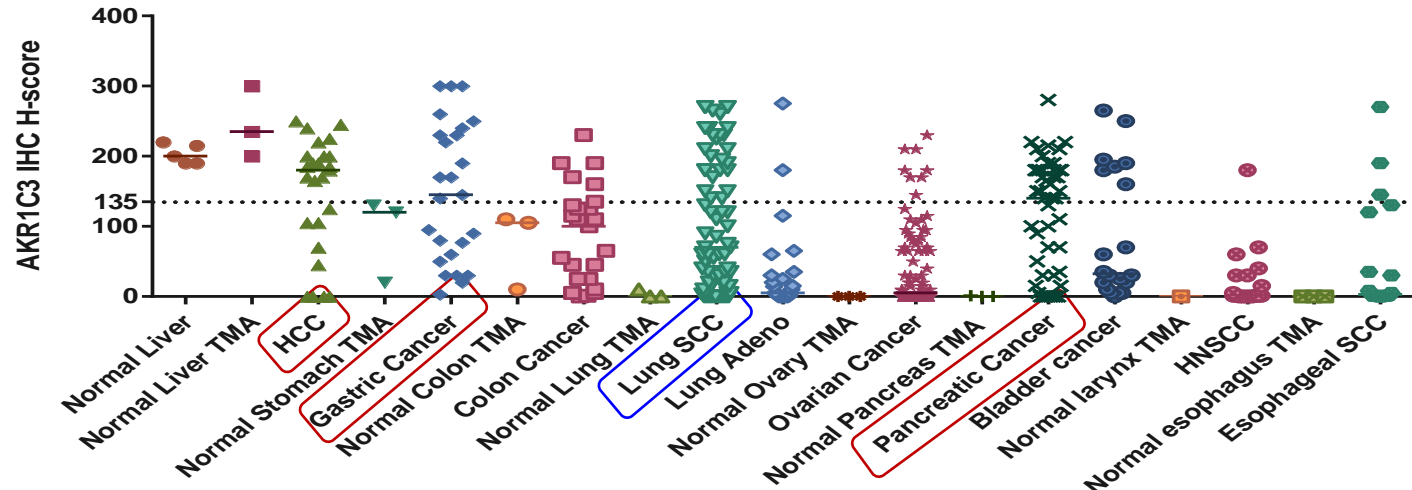 AKR1C3 IHC H-score
400
300
200
135
100
0
Normal Liver
Normal Liver TMA
HCC
Normal Stomach TMA
Gastric Cancer
Normal Colon TMA
Colon Cancer
Normal Lung TMA
Lung SCC
Lung Adeno
Normal Ovary TMA
Ovarian Cancer
Normal Pancreas TMA
Pancreatic Cancer
Bladder cancer
Normal larynx TMA
HNSCC
Normal esophagus TMA
Esophageal SCC